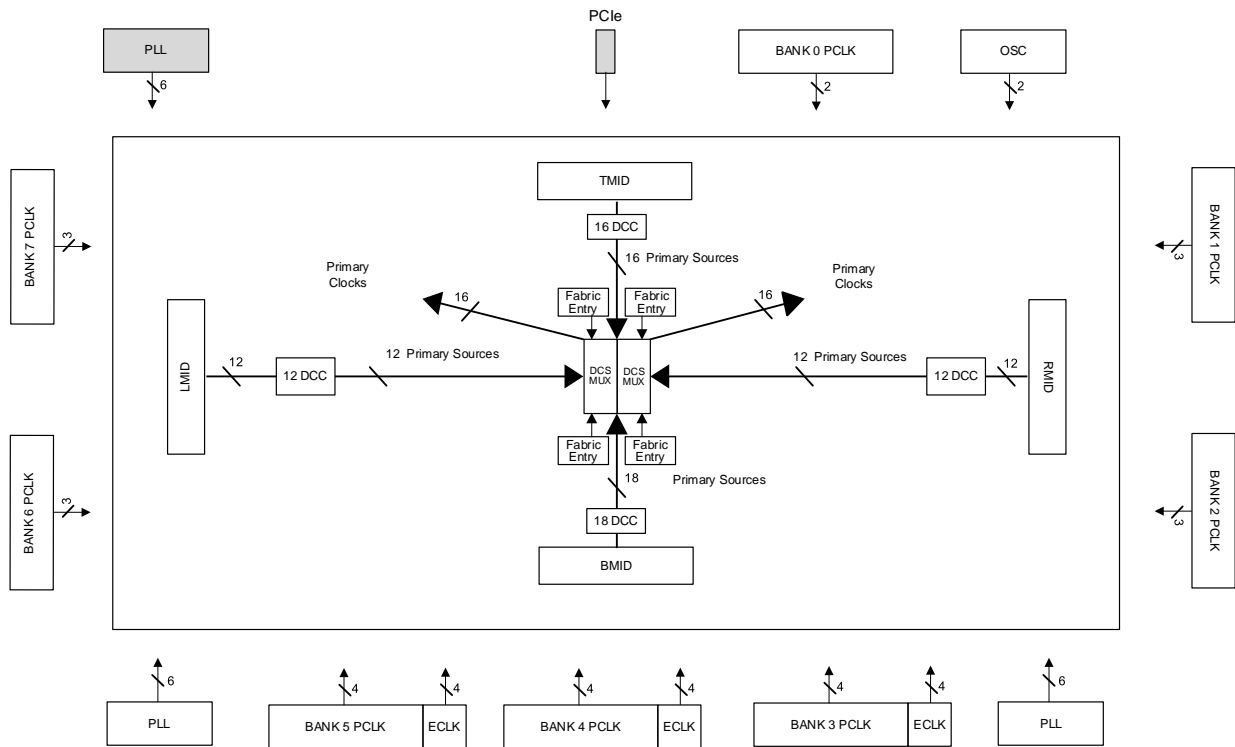 PCIe
PLL
BANK 0 PCLK
OSC
6
2
2
TMID
BANK 7 PCLK
3
BANK 1 PCLK
3
16 DCC
16 Primary Sources
Primary
Clocks
16
Fabric
Entry
Fabric
Entry
Primary
Clocks
16
LMID
12
12 DCC
12 Primary Sources
DCS
MUX
DCS
MUX
12 Primary Sources
12 DCC
12
RMID
Fabric
Entry
Fabric
Entry
18 Primary Sources
BANK 6 PCLK
3
BANK 2 PCLK
3
18 DCC
BMID
6
4
4
4
4
4
4
6
PLL
BANK 5 PCLK
ECLK
BANK 4 PCLK
ECLK
BANK 3 PCLK
ECLK
PLL